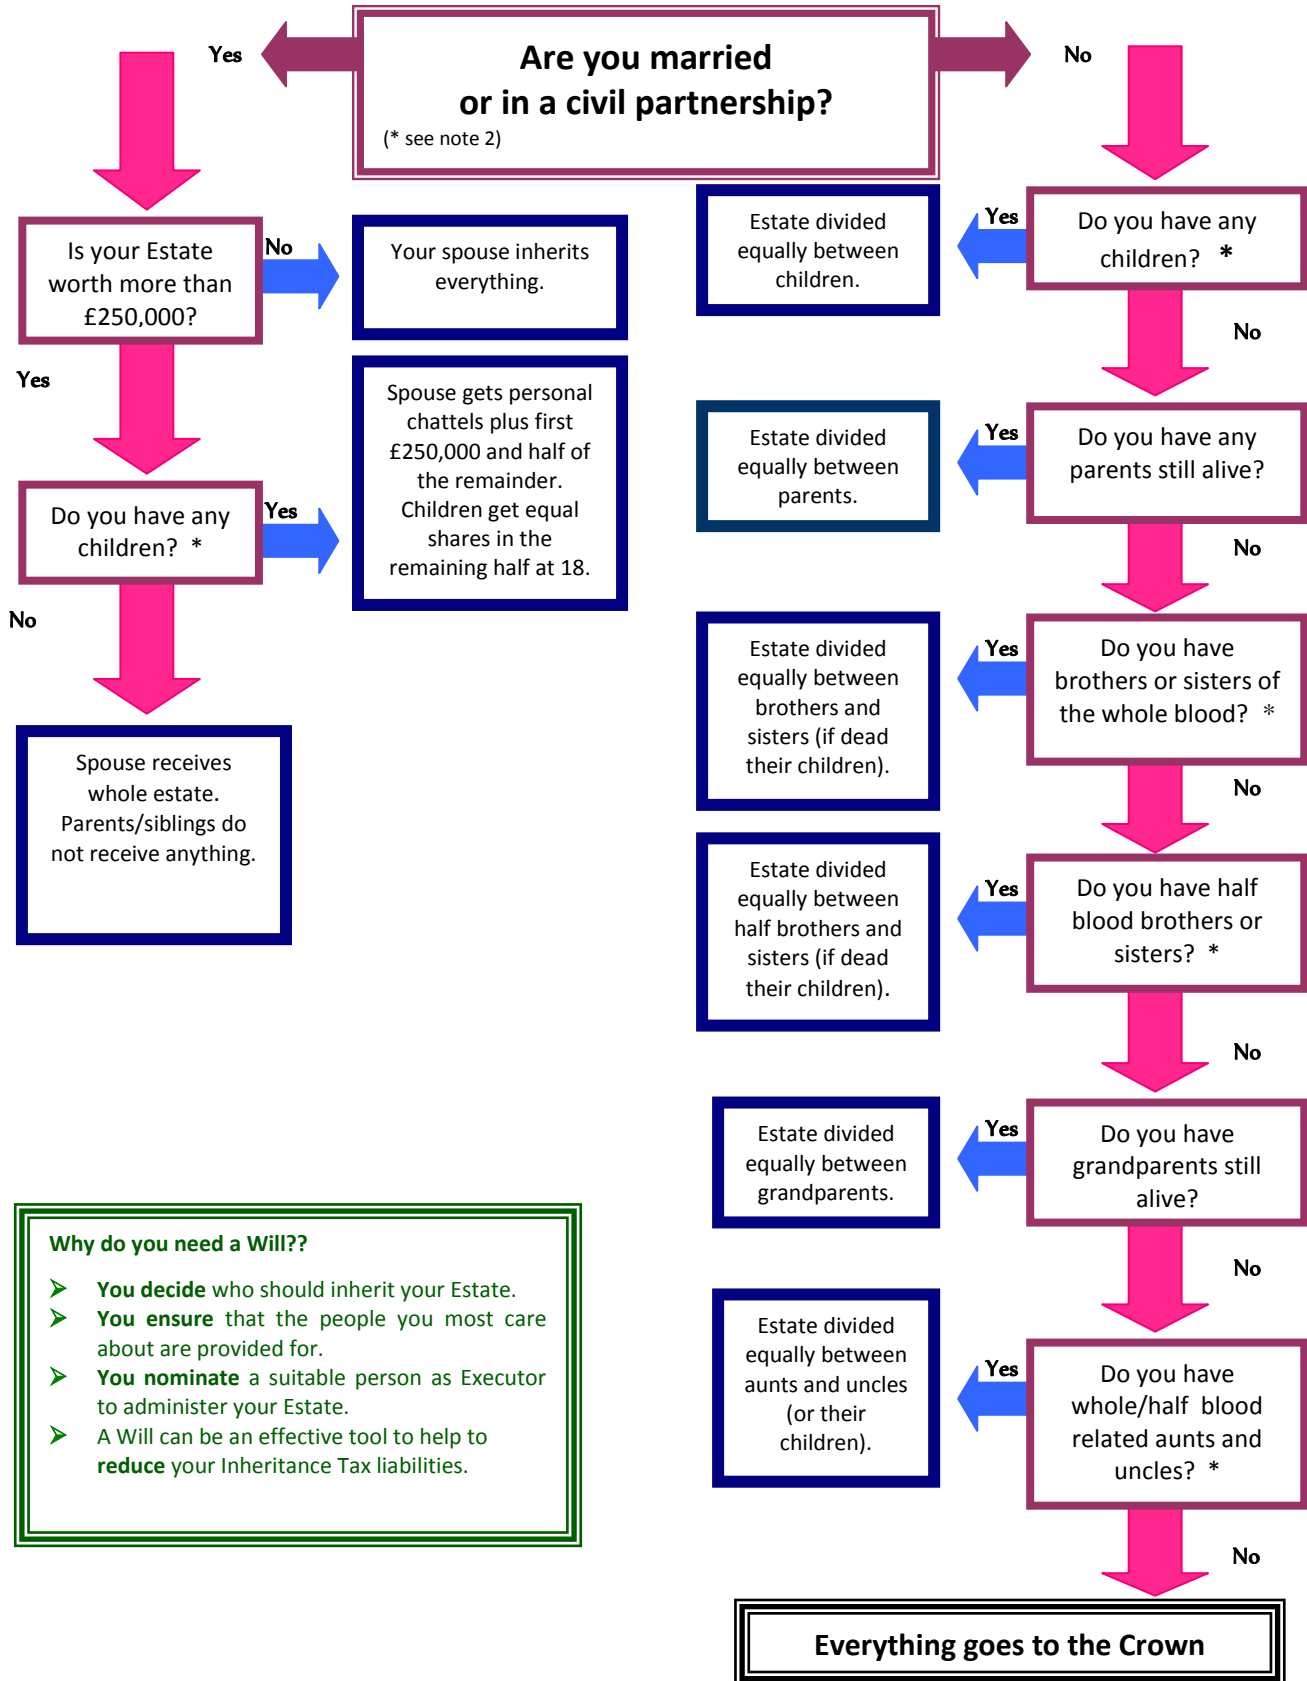 Yes
Are you married
or in a civil partnership?
(* see note 2)
No
Is your Estate
worth more than
£250,000?
No
Your spouse inherits
everything.
Yes
Spouse gets personal
chattels plus first
£250,000 and half of
the remainder.
Children get equal
shares in the
remaining half at 18.
Do you have any
children? *
Yes
No
Spouse receives
whole estate.
Parents/siblings do
not receive anything.
Estate divided
equally between
children.
Yes
Do you have any
children? *
No
Estate divided
equally between
parents.
Yes
Do you have any
parents still alive?
No
Estate divided
equally between
brothers and
sisters (if dead
their children).
Yes
Do you have
brothers or sisters of
the whole blood? *
No
Estate divided
equally between
half brothers and
sisters (if dead
their children).
Yes
Do you have half
blood brothers or
sisters? *
No
Estate divided
equally between
grandparents.
Yes
Do you have
grandparents still
alive?
No
Estate divided
equally between
aunts and uncles
(or their
children).
Yes
Do you have
whole/half blood
related aunts and
uncles? *
No
Everything goes to the Crown
Why do you need a Will??
➢ You decide who should inherit your Estate.
➢ You ensure that the people you most care
about are provided for.
➢ You nominate a suitable person as Executor
to administer your Estate.
➢ A Will can be an effective tool to help to
reduce your Inheritance Tax liabilities.